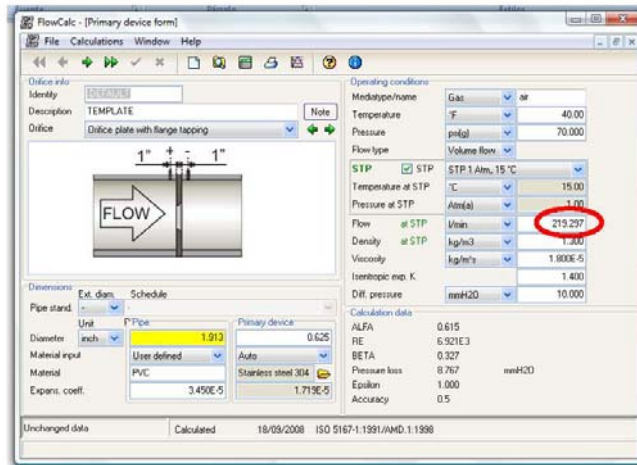 FlowCalc - [Primary device form]
File Calculations Window Help
Orifice info
Identity DEFAULT
Description TEMPLATE Note
Orifice Orifice plate with flange tapping
1" + - 1"
FLOW
Dimensions
Ext. diam. Schedule
Pipe stand. - -
Unit Pipe Primary device
Diameter inch 1.913 0.625
Material input User defined Auto
Material PVC Stainless steel 304
Expans. coeff. 3.450E-5 1.715E-5
Operating conditions
Mediatype/name Gas air
Temperature °F 40.00
Pressure psi(g) 70.000
Flow type Volume flow
STP STP STP 1 Atm, 15 °C
Temperature at STP °C 15.00
Pressure at STP Atm(a) 1.00
Flow at STP l/min 219.297
Density at STP kg/m3 1.300
Viscosity kg/m*s 1.800E-5
Isentropic exp. K 1.400
Diff. pressure mmH2O 10.000
Calculation data
ALFA 0.615
RE 6.921E3
BETA 0.327
Pressure loss 8.767 mmH2O
Epsilon 1.000
Accuracy 0.5
Unchanged data Calculated 18/09/2008 ISO 5167-1:1991/AMD.1:1998